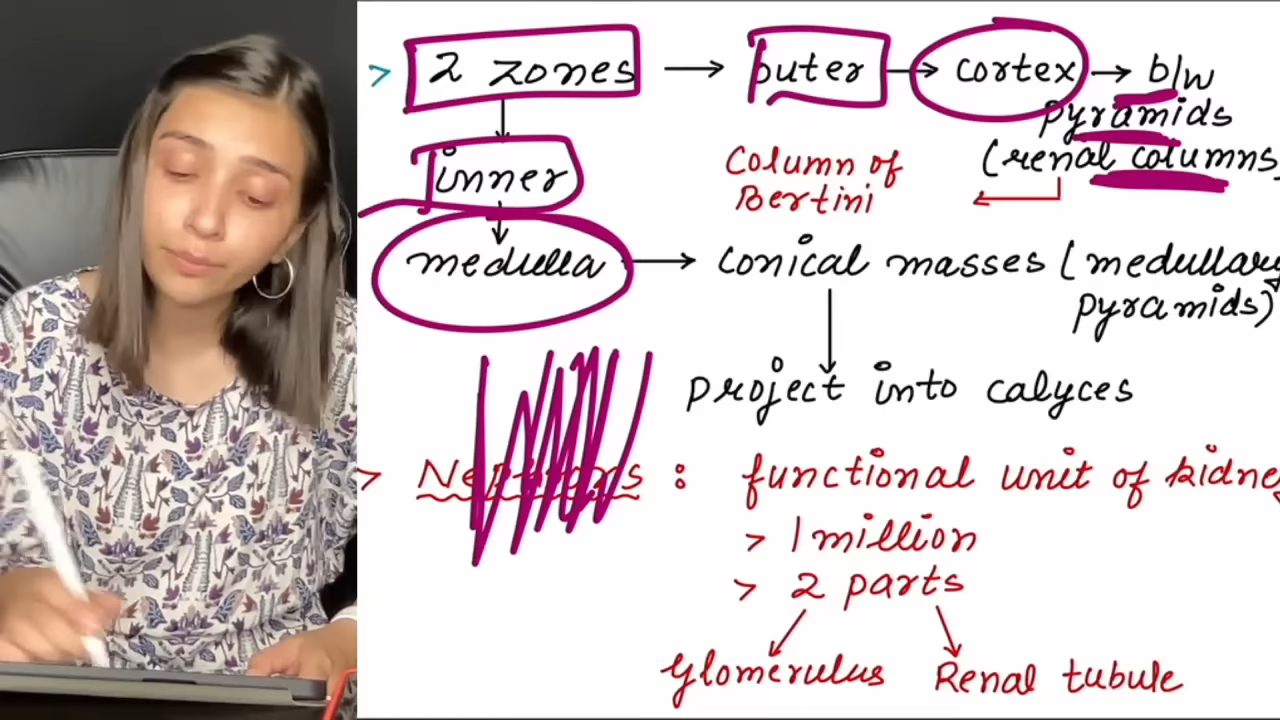 > 2 zones → outer → cortex → b/w
pyramids
(renal columns)
inner
Column of
Bertini
medulla → conical masses (medullary
pyramids)
project into calyces
> Nephrons : functional unit of kidney
> 1 million
> 2 parts
Glomerulus
Renal tubule